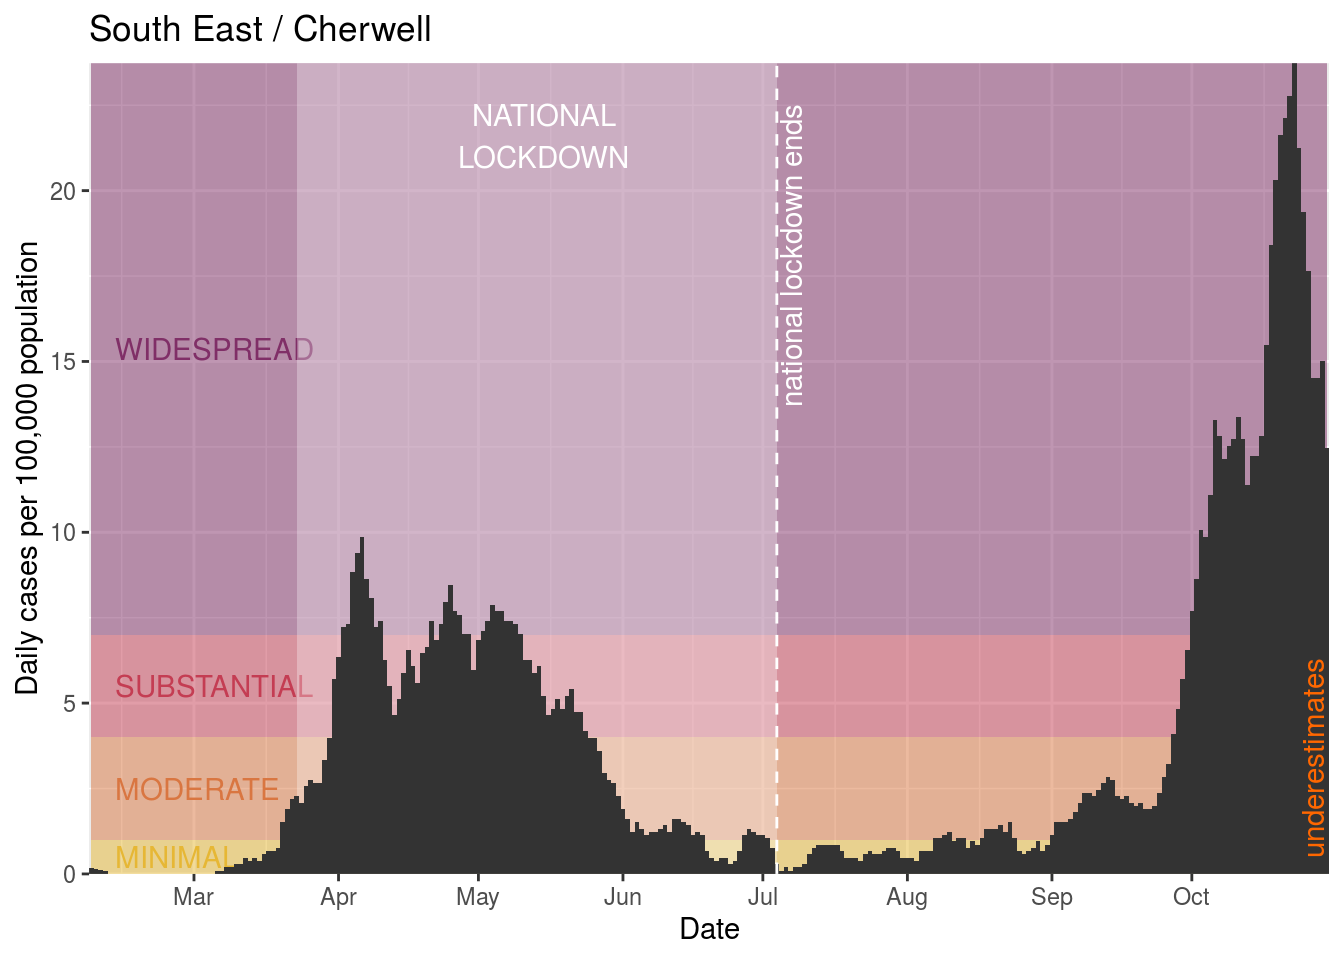 South East / Cherwell
Daily cases per 100,000 population
20
15
10
5
0
NATIONAL
LOCKDOWN
national lockdown ends
WIDESPREAD
SUBSTANTIAL
MODERATE
MINIMAL
underestimates
Mar Apr May Jun Jul Aug Sep Oct
Date